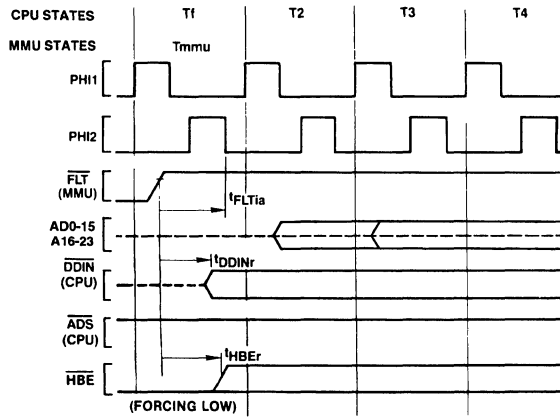 CPU STATES Tf T2 T3 T4
MMU STATES Tmmu
PHI1
PHI2
FLT
(MMU)
tFLTia
AD0-15
A16-23
DDIN
(CPU)
tDDINr
ADS
(CPU)
HBE
tHBEr
(FORCING LOW)